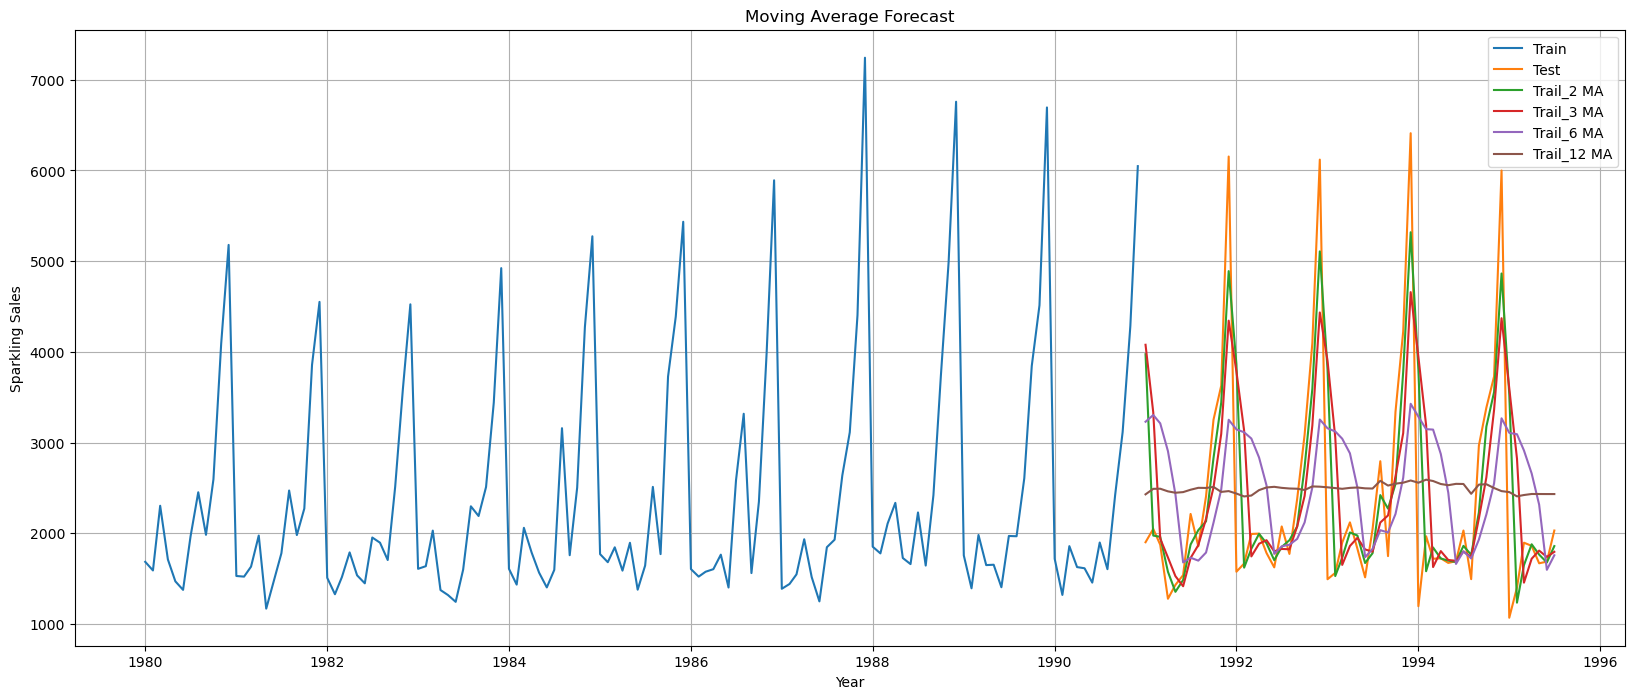 Moving Average Forecast
Train
Test
Trail_2 MA
Trail_3 MA
Trail_6 MA
Trail_12 MA
7000
6000
5000
4000
3000
2000
1000
Sparkling Sales
1980 1982 1984 1986 1988 1990 1992 1994 1996
Year